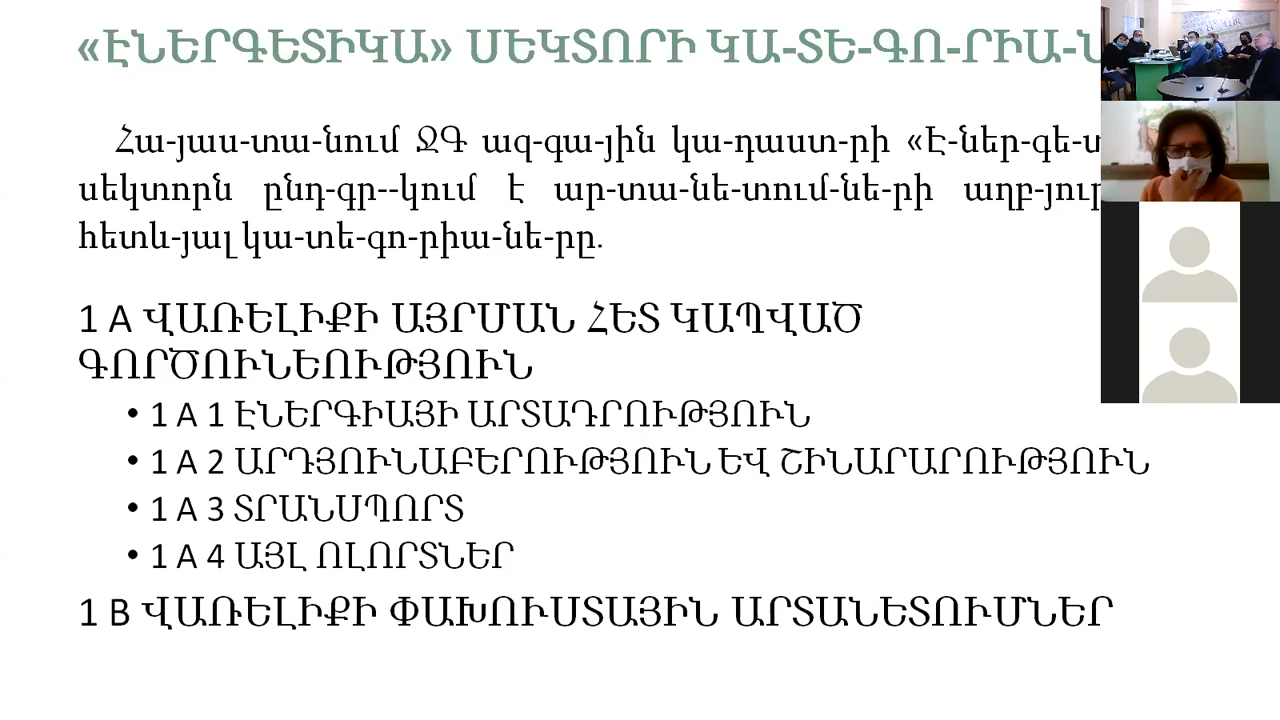 «ԷՆԵՐԳԵՏԻԿԱ» ՍԵԿՏՈՐԻ ԿԱ-ՏԵ-ԳՈ-ՐԻԱ-Ն
Հա-յաս-տա-նում ՋԳ ազ-գա-յին կա-դաստ-րի «Է-ներ-գե-տ
սեկտորն ընդ-գր--կում է ար-տա-նե-տում-նե-րի աղբ-յուր
հետև-յալ կա-տե-գո-րիա-նե-րը.
1 A ՎԱՌԵԼԻՔԻ ԱՅՐՄԱՆ ՀԵՏ ԿԱՊՎԱԾ
ԳՈՐԾՈՒՆԵՈՒԹՅՈՒՆ
• 1 A 1 ԷՆԵՐԳԻԱՅԻ ԱՐՏԱԴՐՈՒԹՅՈՒՆ
• 1 A 2 ԱՐԴՅՈՒՆԱԲԵՐՈՒԹՅՈՒՆ ԵՎ ՇԻՆԱՐԱՐՈՒԹՅՈՒՆ
• 1 A 3 ՏՐԱՆՍՊՈՐՏ
• 1 A 4 ԱՅԼ ՈԼՈՐՏՆԵՐ
1 B ՎԱՌԵԼԻՔԻ ՓԱԽՈՒՍՏԱՅԻՆ ԱՐՏԱՆԵՏՈՒՄՆԵՐ